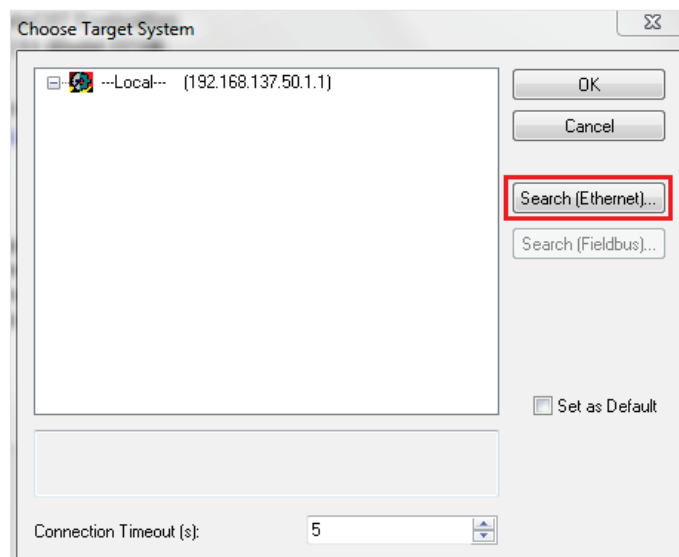 Choose Target System
---Local--- (192.168.137.50.1.1)
OK
Cancel
Search (Ethernet)...
Search (Fieldbus)...
Set as Default
Connection Timeout (s):
5